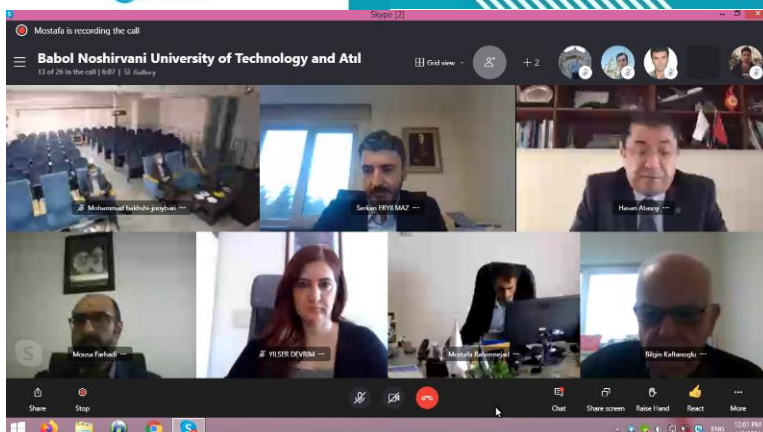 Skype [2]
Mostafa is recording the call
Babol Noshirvani University of Technology and Atıl
13 of 26 in the call | 6:07 | Gallery
Grid view
+2
Mohammad bakhshi-jooybari
Serkan ERYILMAZ
Hasan Atasoy
Mousa Farhadi
YILSER DEVRIM
Mostafa Rahimnejad
Bilgin Kaftanoglu
Share
Stop
Chat
Share screen
Raise Hand
React
More
ENG
12:01 PM